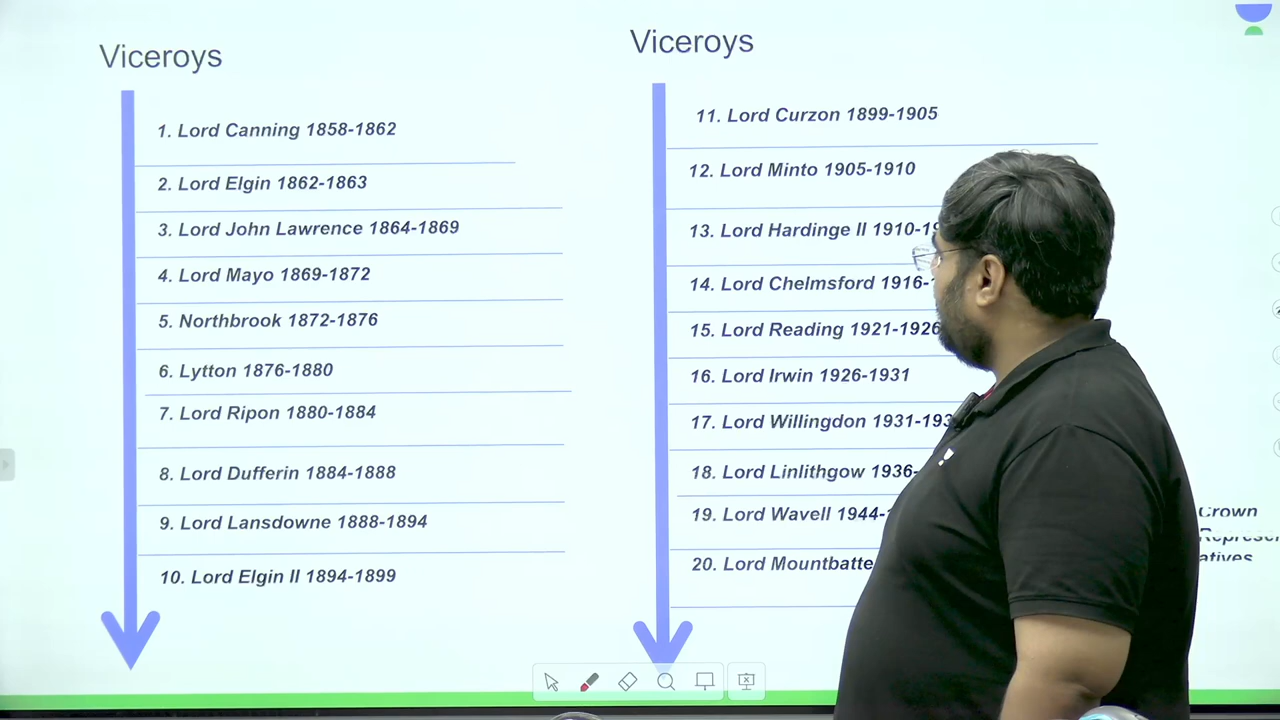 Viceroys
1. Lord Canning 1858-1862
2. Lord Elgin 1862-1863
3. Lord John Lawrence 1864-1869
4. Lord Mayo 1869-1872
5. Northbrook 1872-1876
6. Lytton 1876-1880
7. Lord Ripon 1880-1884
8. Lord Dufferin 1884-1888
9. Lord Lansdowne 1888-1894
10. Lord Elgin II 1894-1899
Viceroys
11. Lord Curzon 1899-1905
12. Lord Minto 1905-1910
13. Lord Hardinge II 1910-19
14. Lord Chelmsford 1916-
15. Lord Reading 1921-1926
16. Lord Irwin 1926-1931
17. Lord Willingdon 1931-193
18. Lord Linlithgow 1936-
19. Lord Wavell 1944-
20. Lord Mountbatte
Crown
Represen
atives